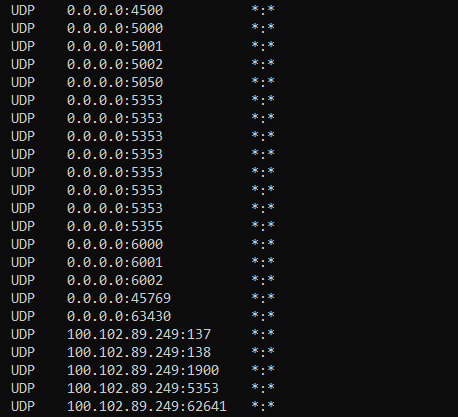 UDP    0.0.0.0:4500           *:*
UDP    0.0.0.0:5000           *:*
UDP    0.0.0.0:5001           *:*
UDP    0.0.0.0:5002           *:*
UDP    0.0.0.0:5050           *:*
UDP    0.0.0.0:5353           *:*
UDP    0.0.0.0:5353           *:*
UDP    0.0.0.0:5353           *:*
UDP    0.0.0.0:5353           *:*
UDP    0.0.0.0:5353           *:*
UDP    0.0.0.0:5353           *:*
UDP    0.0.0.0:5353           *:*
UDP    0.0.0.0:5355           *:*
UDP    0.0.0.0:6000           *:*
UDP    0.0.0.0:6001           *:*
UDP    0.0.0.0:6002           *:*
UDP    0.0.0.0:45769          *:*
UDP    0.0.0.0:63430          *:*
UDP    100.102.89.249:137     *:*
UDP    100.102.89.249:138     *:*
UDP    100.102.89.249:1900    *:*
UDP    100.102.89.249:5353    *:*
UDP    100.102.89.249:62641   *:*